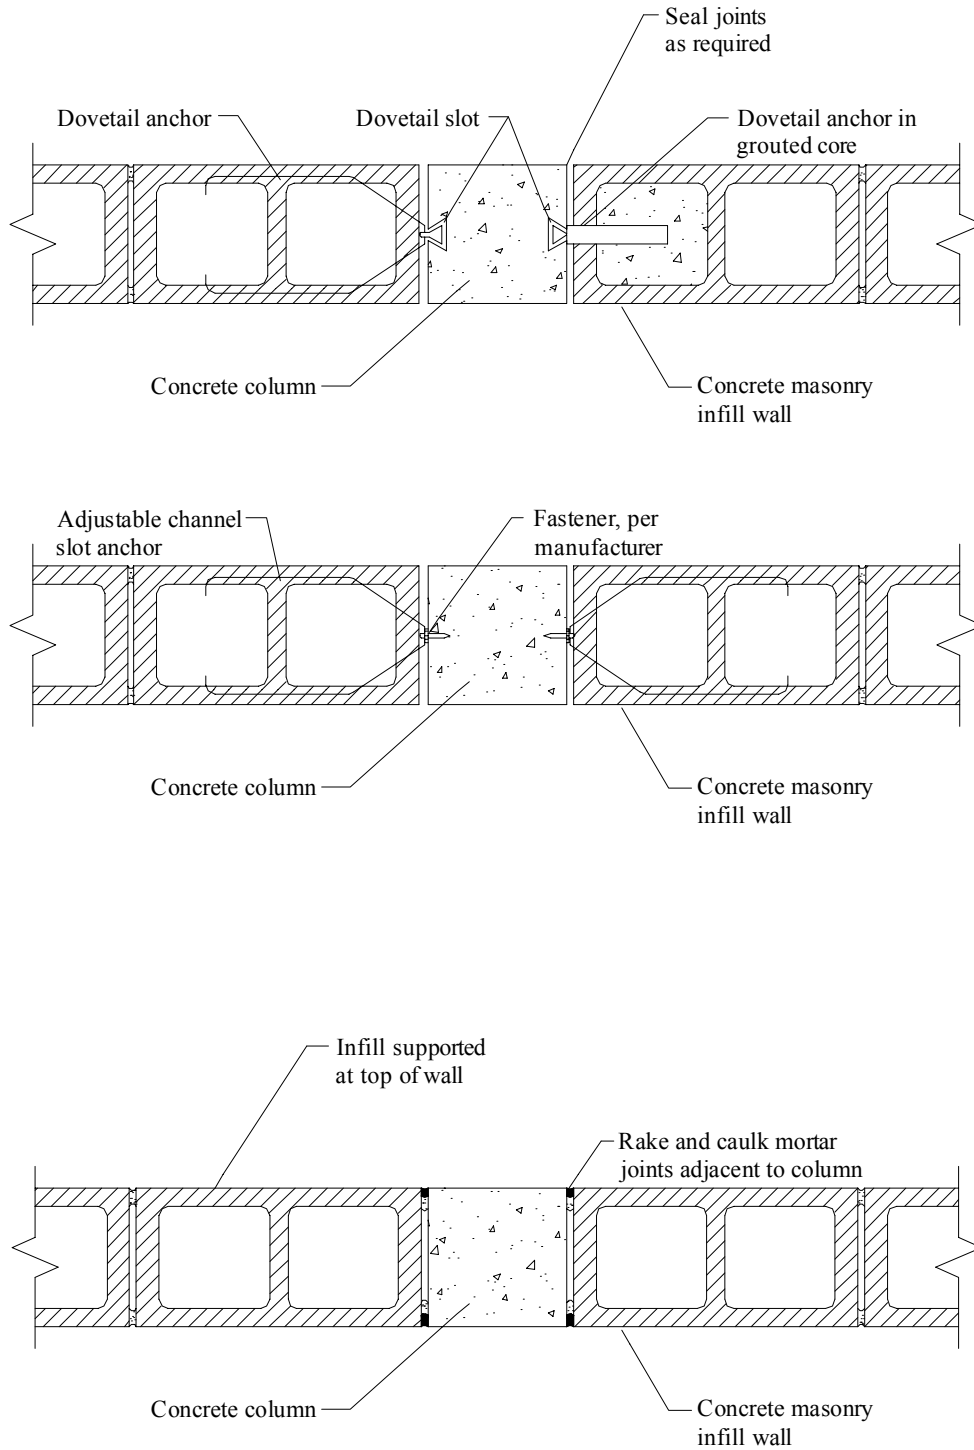 Seal joints
as required
Dovetail anchor
Dovetail slot
Dovetail anchor in
grouted core
Concrete column
Concrete masonry
infill wall
Adjustable channel
slot anchor
Fastener, per
manufacturer
Concrete column
Concrete masonry
infill wall
Infill supported
at top of wall
Rake and caulk mortar
joints adjacent to column
Concrete column
Concrete masonry
infill wall